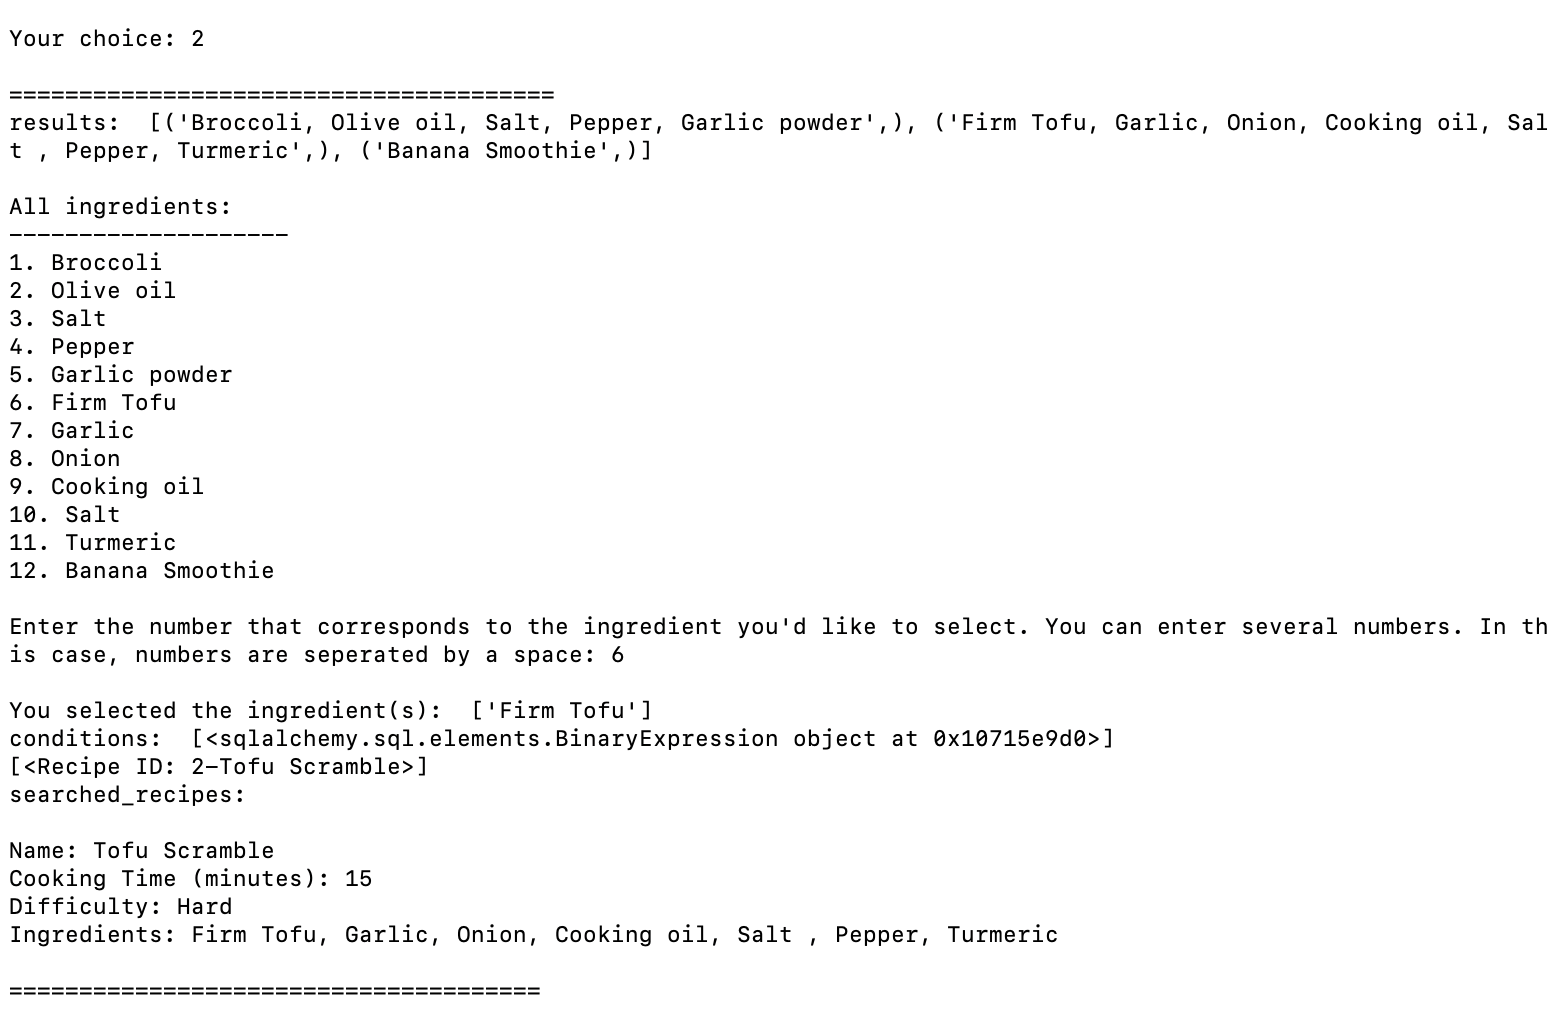 Your choice: 2
=======================================
results:  [('Broccoli, Olive oil, Salt, Pepper, Garlic powder',), ('Firm Tofu, Garlic, Onion, Cooking oil, Sal
t , Pepper, Turmeric',), ('Banana Smoothie',)]
All ingredients:
--------------------
1. Broccoli
2. Olive oil
3. Salt
4. Pepper
5. Garlic powder
6. Firm Tofu
7. Garlic
8. Onion
9. Cooking oil
10. Salt
11. Turmeric
12. Banana Smoothie
Enter the number that corresponds to the ingredient you'd like to select. You can enter several numbers. In th
is case, numbers are seperated by a space: 6
You selected the ingredient(s):  ['Firm Tofu']
conditions:  [<sqlalchemy.sql.elements.BinaryExpression object at 0x10715e9d0>]
[<Recipe ID: 2-Tofu Scramble>]
searched_recipes:
Name: Tofu Scramble
Cooking Time (minutes): 15
Difficulty: Hard
Ingredients: Firm Tofu, Garlic, Onion, Cooking oil, Salt , Pepper, Turmeric
======================================